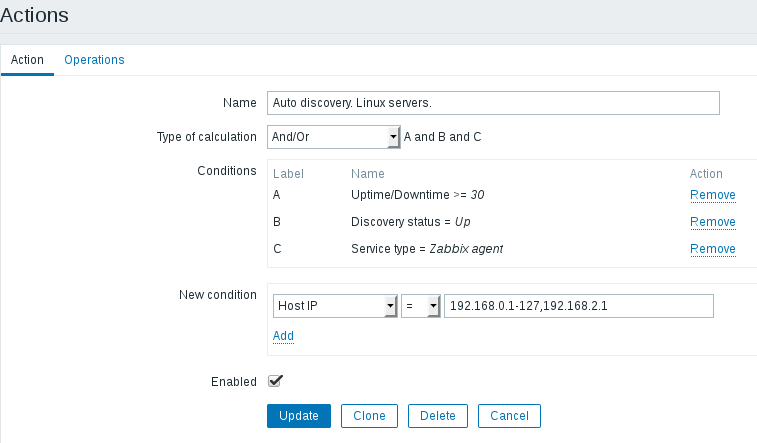 Actions
Action Operations
Name Auto discovery. Linux servers.
Type of calculation And/Or A and B and C
Conditions Label Name Action
A Uptime/Downtime >= 30 Remove
B Discovery status = Up Remove
C Service type = Zabbix agent Remove
New condition Host IP = 192.168.0.1-127,192.168.2.1
Add
Enabled
Update Clone Delete Cancel